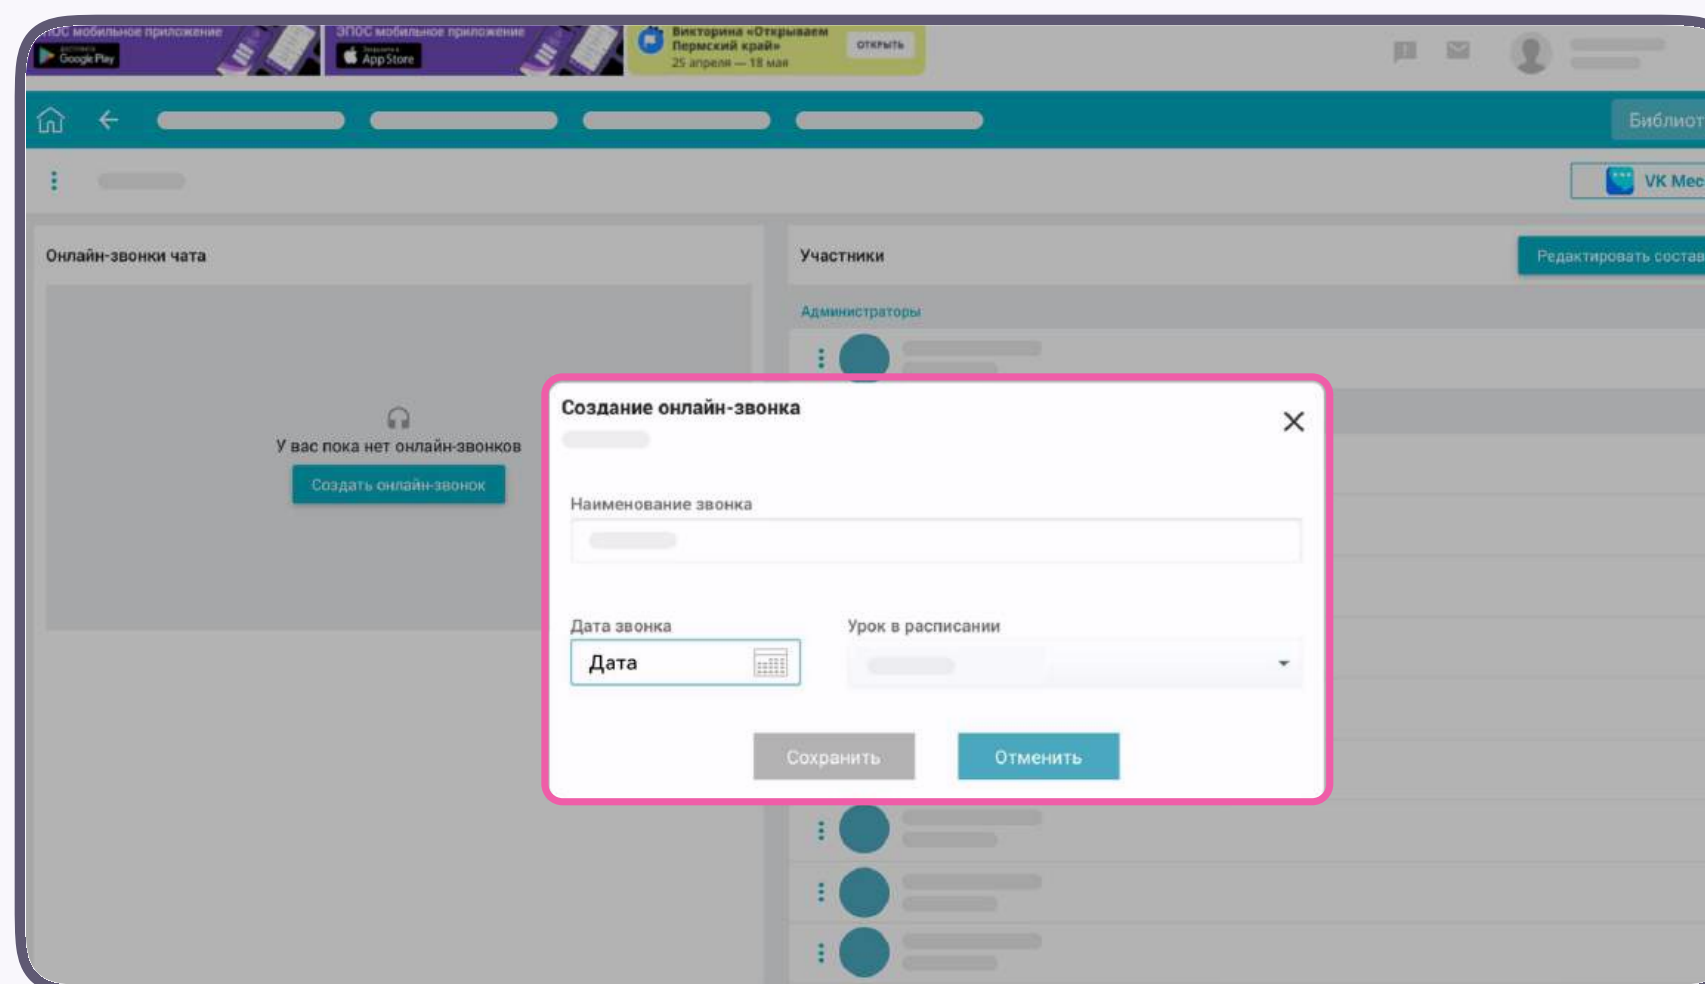 ЭПОС мобильное приложение
Google Play
ЭПОС мобильное приложение
Загрузите в
App Store
Викторина «Открываем
Пермский край»
25 апреля — 18 мая
ОТКРЫТЬ
Библиот
VK Мес
Онлайн-звонки чата
Участники
Редактировать состав
Администраторы
У вас пока нет онлайн-звонков
Создать онлайн-звонок
Создание онлайн-звонка
Наименование звонка
Дата звонка
Урок в расписании
Дата
Сохранить
Отменить